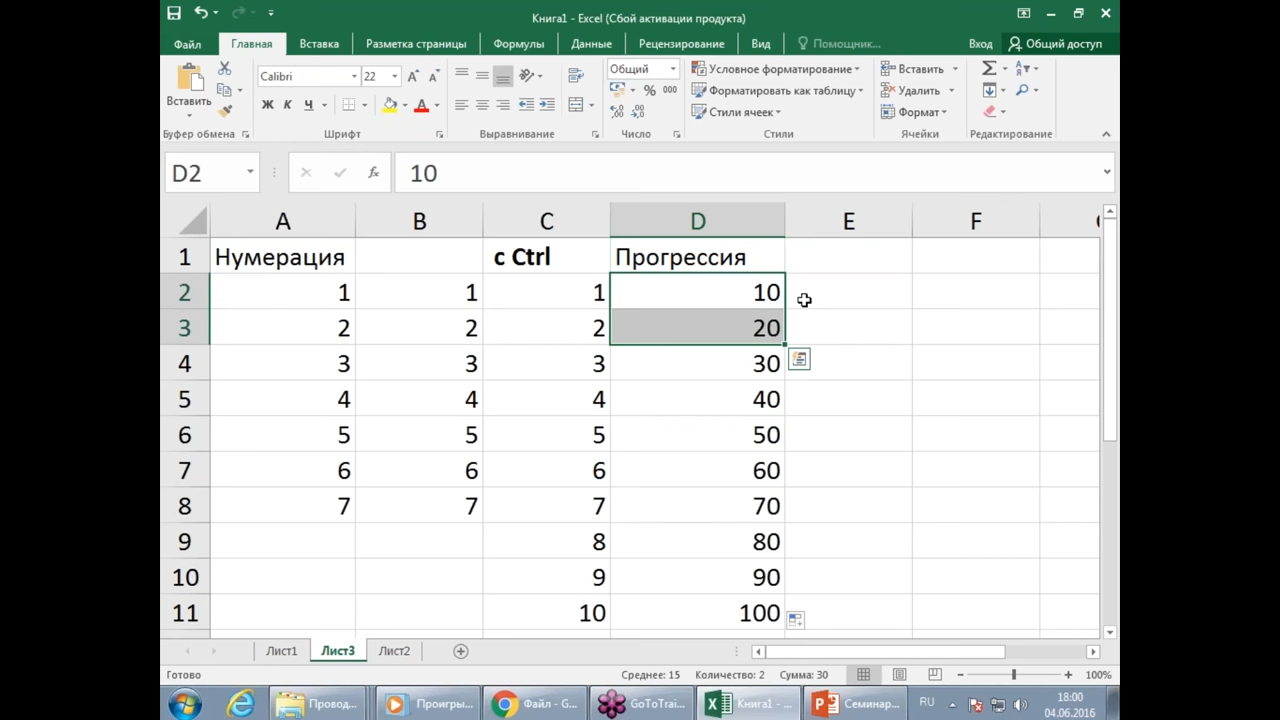 Книга1 - Excel (Сбой активации продукта)
Файл Главная Вставка Разметка страницы Формулы Данные Рецензирование Вид Помощник... Вход Общий доступ
Вставить
Calibri 22
Ж К Ч
Общий
% 000
Условное форматирование
Форматировать как таблицу
Стили ячеек
Вставить
Удалить
Формат
Буфер обмена Шрифт Выравнивание Число Стили Ячейки Редактирование
D2 fx 10
A B C D E F
1 Нумерация с Ctrl Прогрессия
2 1 1 1 10
3 2 2 2 20
4 3 3 3 30
5 4 4 4 40
6 5 5 5 50
7 6 6 6 60
8 7 7 7 70
9 8 80
10 9 90
11 10 100
Лист1 Лист3 Лист2
Готово Среднее: 15 Количество: 2 Сумма: 30 100%
Провод... Проигры... Файл - G... GoToTrai... Книга1 - ... Семинар... RU 18:00
04.06.2016